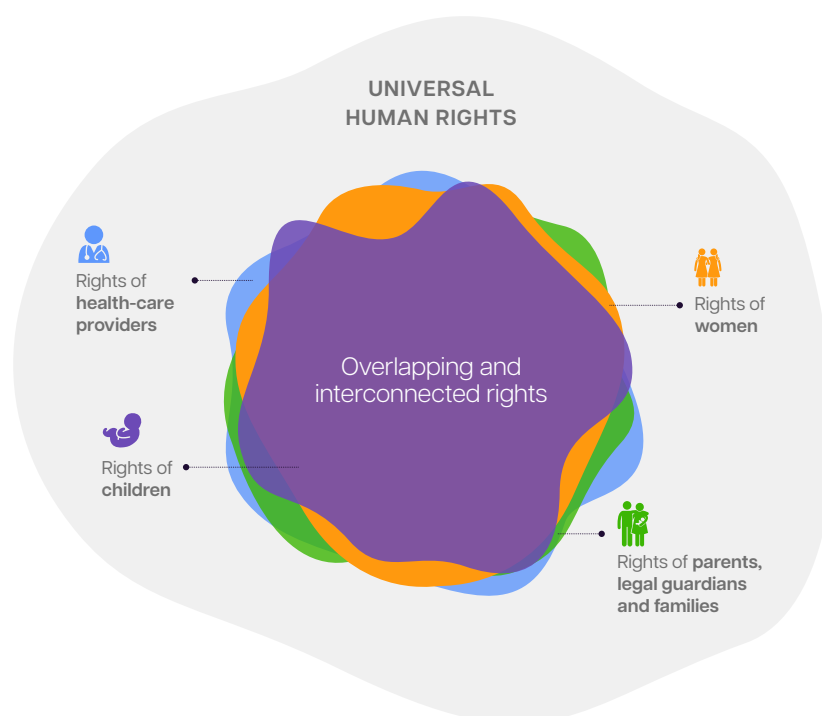 UNIVERSAL
HUMAN RIGHTS
Rights of
health-care
providers
Rights of
women
Overlapping and
interconnected rights
Rights of
children
Rights of parents,
legal guardians
and families